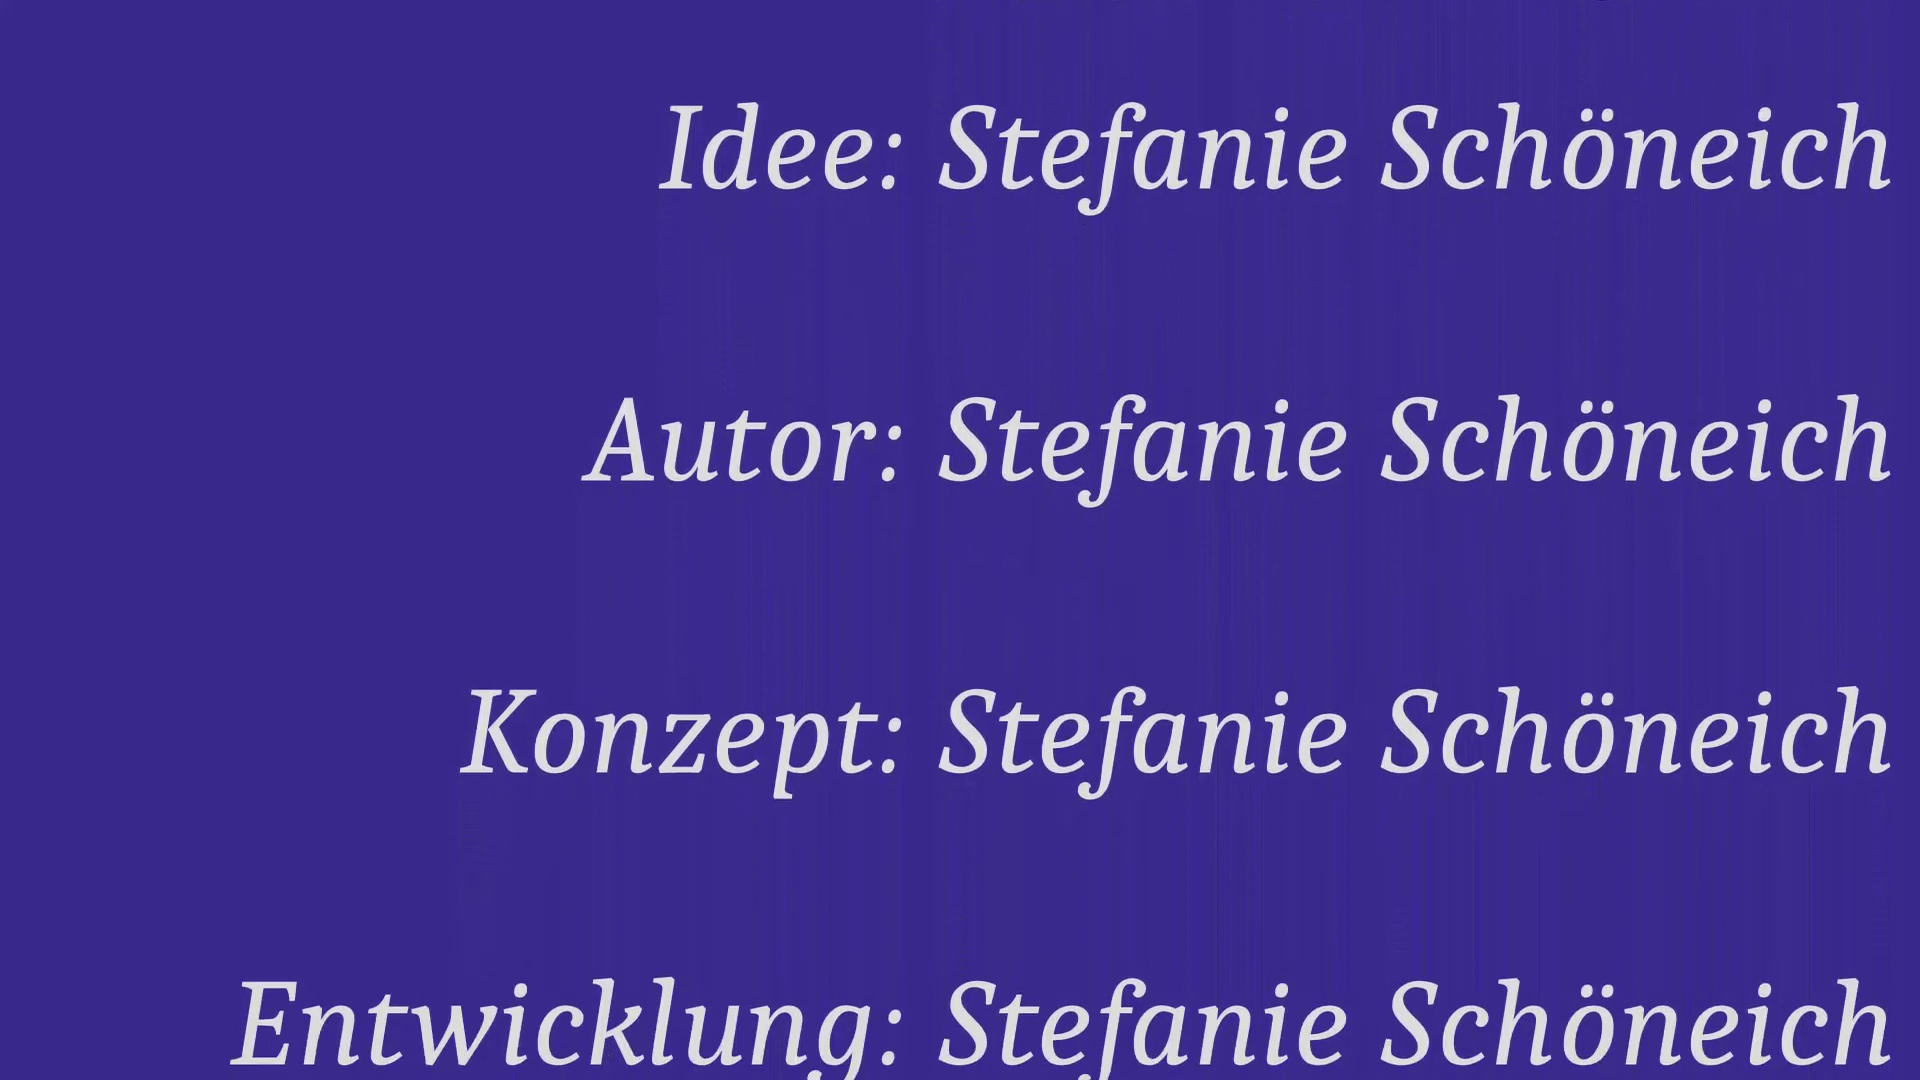 Idee: Stefanie Schöneich
Autor: Stefanie Schöneich
Konzept: Stefanie Schöneich
Entwicklung: Stefanie Schöneich